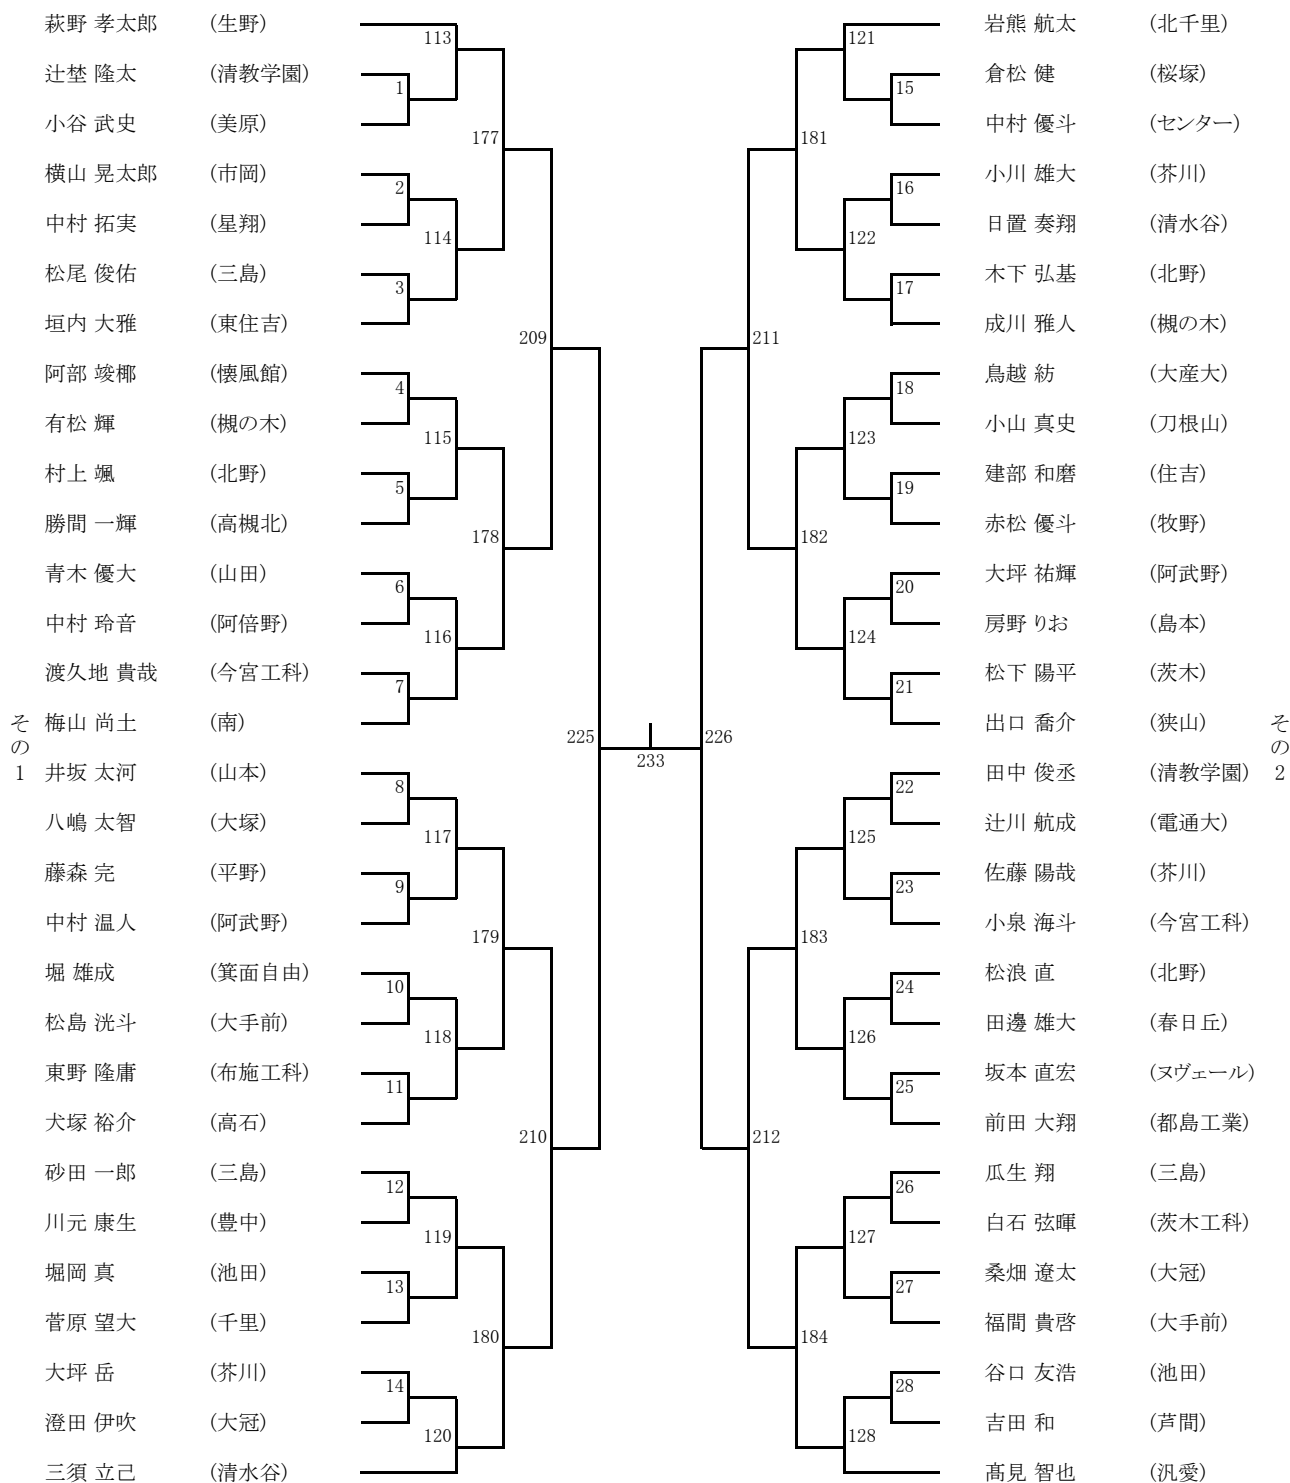 萩野 孝太郎 (生野)
113
辻埜 隆太 (清教学園)
1
小谷 武史 (美原)
177
横山 晃太郎 (市岡)
2
中村 拓実 (星翔)
114
松尾 俊佑 (三島)
3
垣内 大雅 (東住吉)
209
阿部 竣椰 (懐風館)
4
有松 輝 (槻の木)
115
村上 颯 (北野)
5
勝間 一輝 (高槻北)
178
青木 優大 (山田)
6
中村 玲音 (阿倍野)
116
渡久地 貴哉 (今宮工科)
7
梅山 尚土 (南)
その1
225
井坂 太河 (山本)
8
八嶋 太智 (大塚)
117
藤森 完 (平野)
9
中村 温人 (阿武野)
179
堀 雄成 (箕面自由)
10
松島 洸斗 (大手前)
118
東野 隆庸 (布施工科)
11
犬塚 裕介 (高石)
210
砂田 一郎 (三島)
12
川元 康生 (豊中)
119
堀岡 真 (池田)
13
菅原 望大 (千里)
180
大坪 岳 (芥川)
14
澄田 伊吹 (大冠)
120
三須 立己 (清水谷)
233
岩熊 航太 (北千里)
121
倉松 健 (桜塚)
15
中村 優斗 (センター)
181
小川 雄大 (芥川)
16
日置 奏翔 (清水谷)
122
木下 弘基 (北野)
17
成川 雅人 (槻の木)
211
鳥越 紡 (大産大)
18
小山 真史 (刀根山)
123
建部 和磨 (住吉)
19
赤松 優斗 (牧野)
182
大坪 祐輝 (阿武野)
20
房野 りお (島本)
124
松下 陽平 (茨木)
21
出口 喬介 (狭山)
その2
226
田中 俊丞 (清教学園)
22
辻川 航成 (電通大)
125
佐藤 陽哉 (芥川)
23
小泉 海斗 (今宮工科)
183
松浪 直 (北野)
24
田邊 雄大 (春日丘)
126
坂本 直宏 (ヌヴェール)
25
前田 大翔 (都島工業)
212
瓜生 翔 (三島)
26
白石 弦暉 (茨木工科)
127
桑畑 遼太 (大冠)
27
福間 貴啓 (大手前)
184
谷口 友浩 (池田)
28
吉田 和 (芦間)
128
髙見 智也 (汎愛)